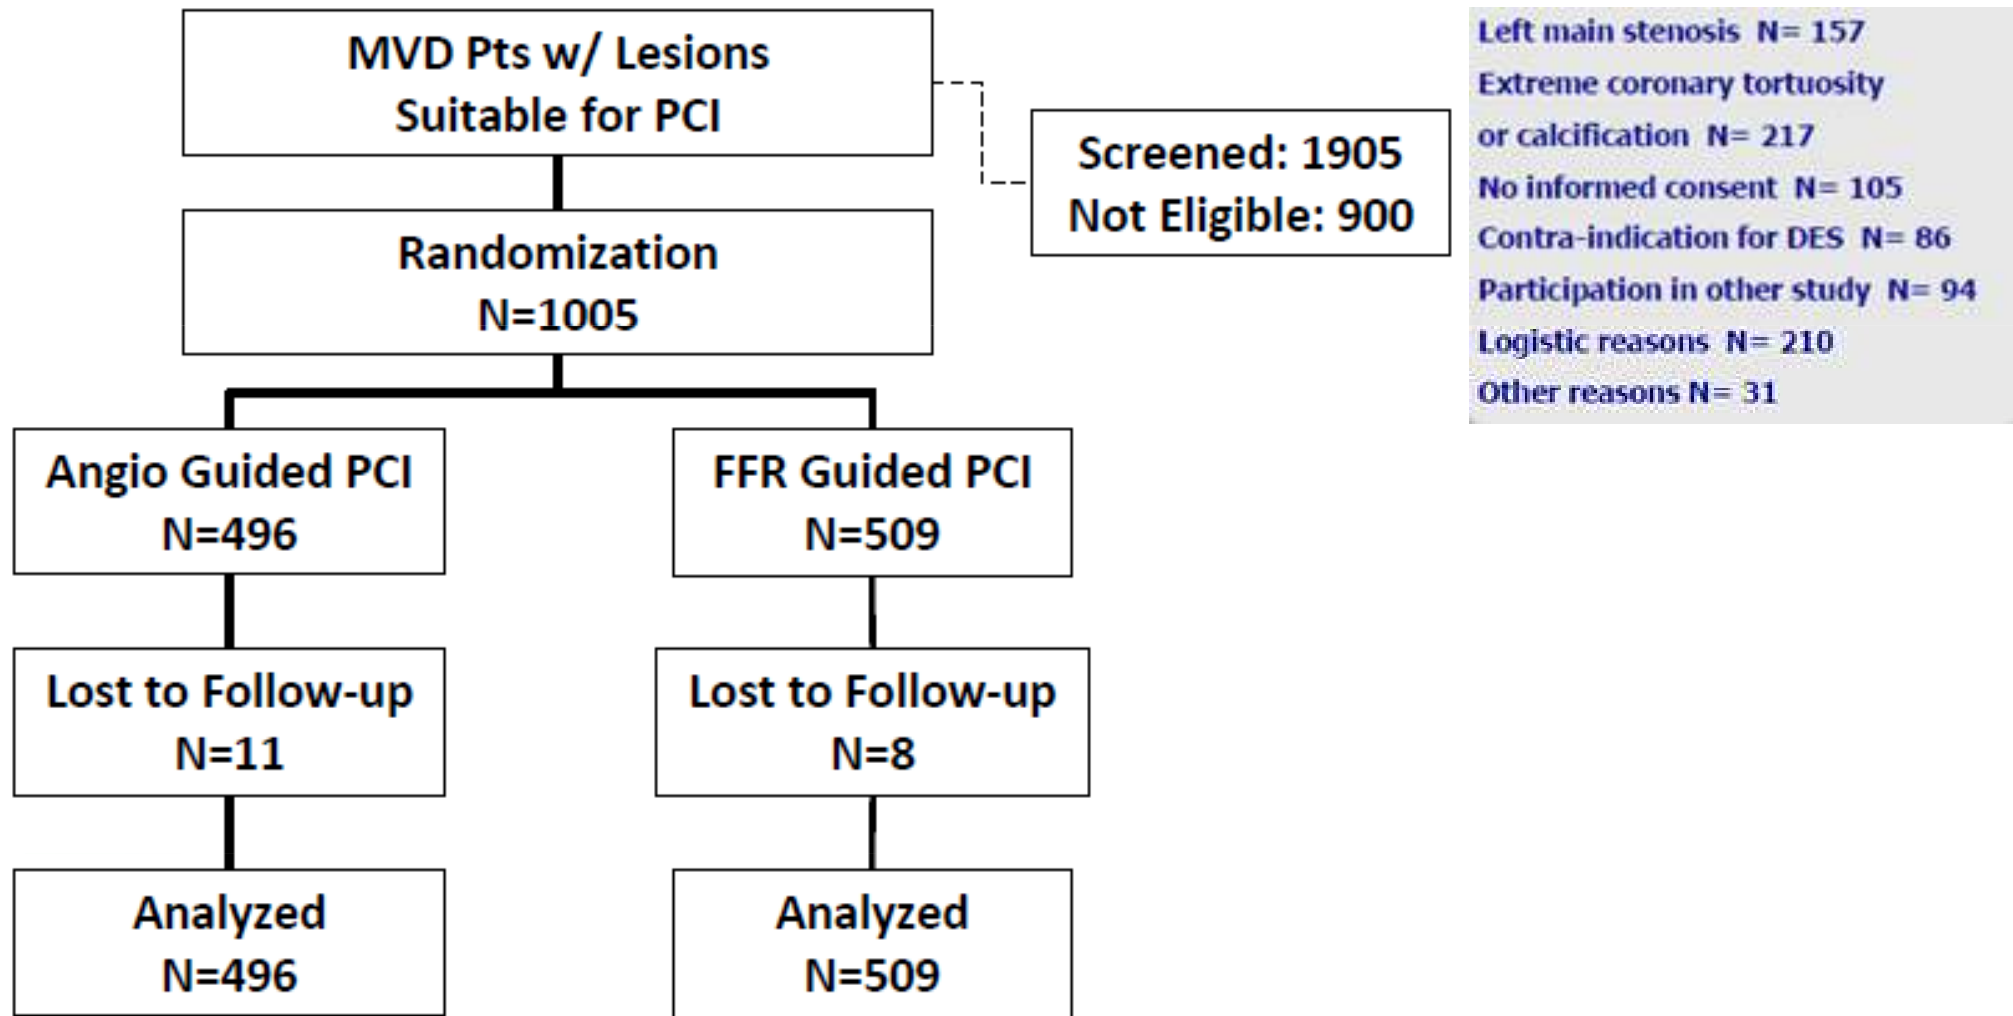 MVD Pts w/ Lesions
Suitable for PCI
Screened: 1905
Not Eligible: 900
Left main stenosis N= 157
Extreme coronary tortuosity
or calcification N= 217
No informed consent N= 105
Contra-indication for DES N= 86
Participation in other study N= 94
Logistic reasons N= 210
Other reasons N= 31
Randomization
N=1005
Angio Guided PCI
N=496
FFR Guided PCI
N=509
Lost to Follow-up
N=11
Lost to Follow-up
N=8
Analyzed
N=496
Analyzed
N=509